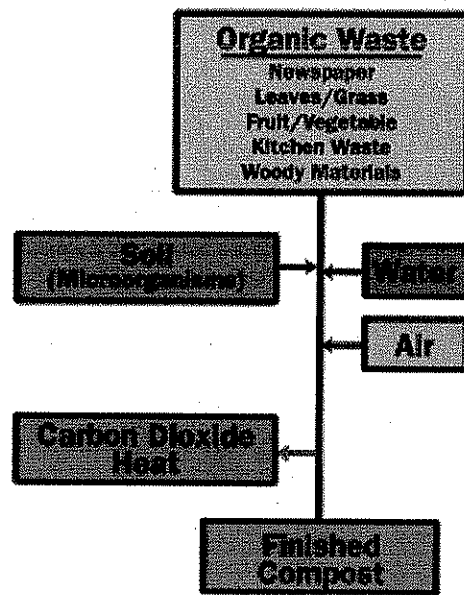 Organic Waste
Newspaper
Leaves/Grass
Fruit/Vegetable
Kitchen Waste
Woody Materials
Soil
(Microorganisms)
Water
Air
Carbon Dioxide
Heat
Finished
Compost